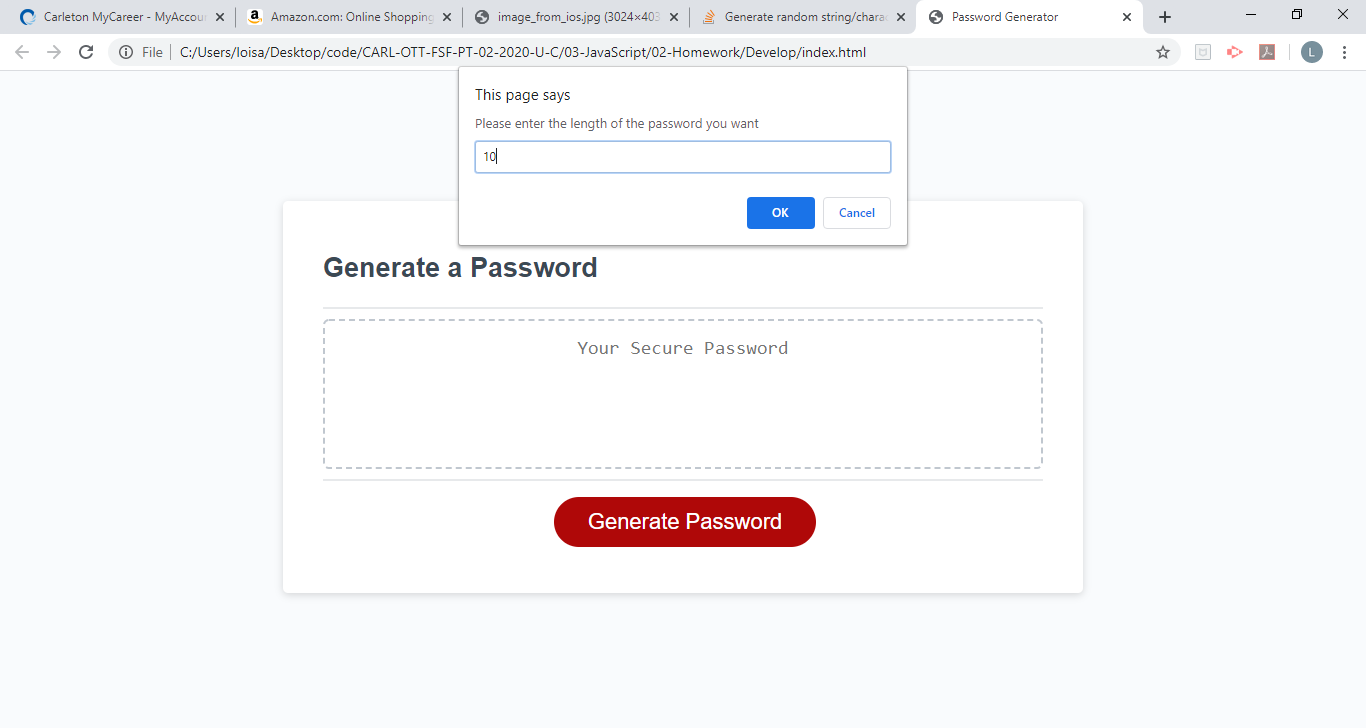 Carleton MyCareer - MyAccou
Amazon.com: Online Shopping
image_from_ios.jpg (3024×403
Generate random string/charac
Password Generator
File
C:/Users/loisa/Desktop/code/CARL-OTT-FSF-PT-02-2020-U-C/03-JavaScript/02-Homework/Develop/index.html
L
This page says
Please enter the length of the password you want
10
OK
Cancel
Generate a Password
Your Secure Password
Generate Password